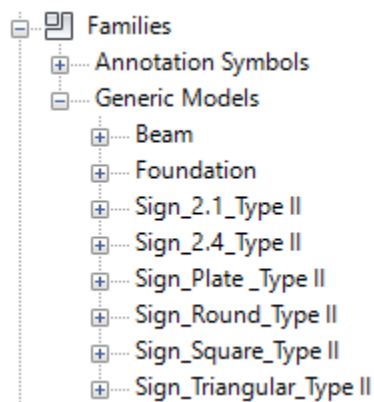 Families
Annotation Symbols
Generic Models
Beam
Foundation
Sign_2.1_Type II
Sign_2.4_Type II
Sign_Plate _Type II
Sign_Round_Type II
Sign_Square_Type II
Sign_Triangular_Type II